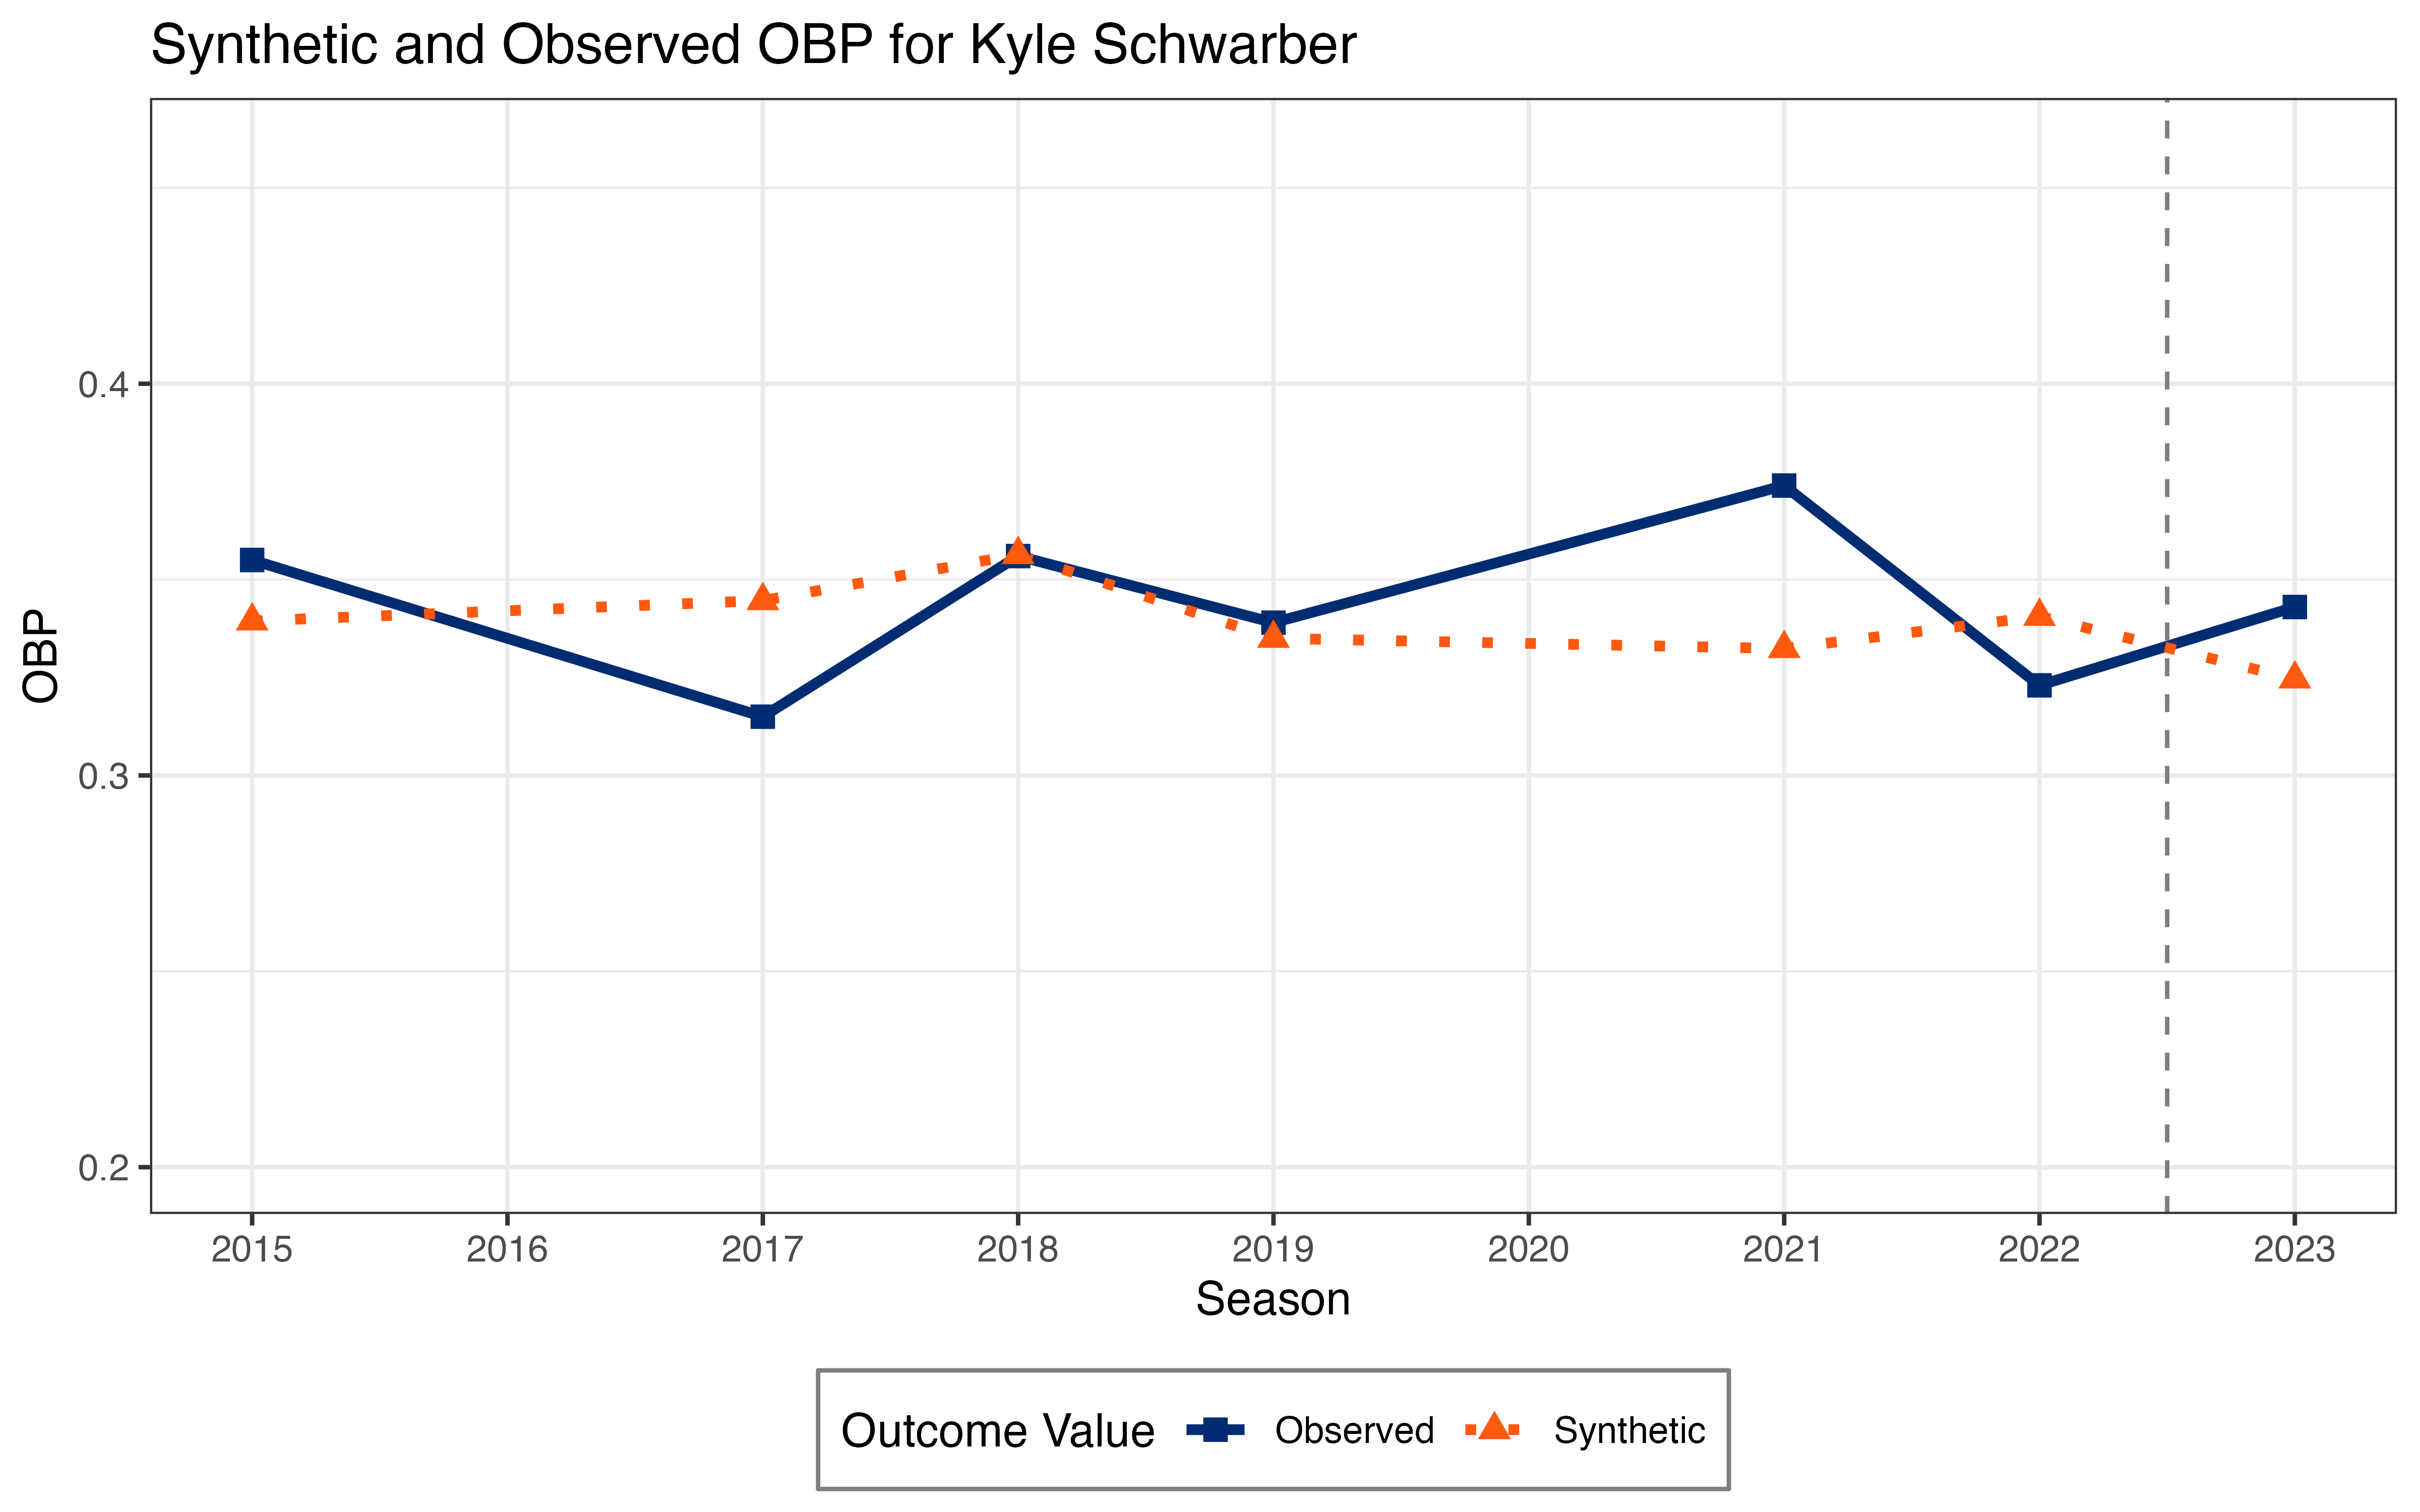 Synthetic and Observed OBP for Kyle Schwarber
OBP
0.4
0.3
0.2
2015 2016 2017 2018 2019 2020 2021 2022 2023
Season
Outcome Value Observed Synthetic